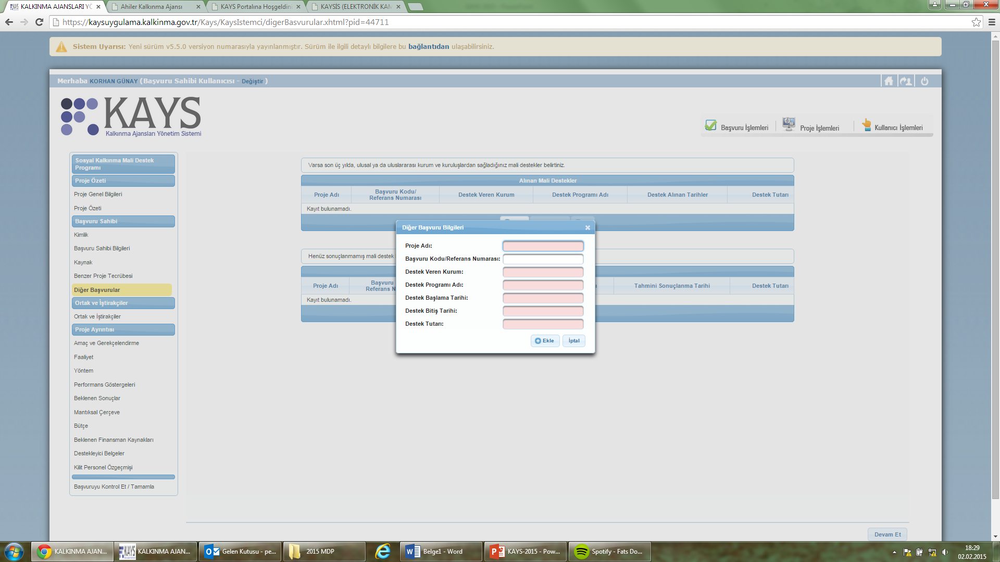 KALKINMA AJANSLARI YÖ
Ahiler Kalkınma Ajansı
KAYS Portalına Hoşgeldini
KAYSİS (ELEKTRONİK KAM
https://kaysuygulama.kalkinma.gov.tr/Kays/KaysIstemci/digerBasvurular.xhtml?pid=44711
Sistem Uyarısı: Yeni sürüm v5.5.0 versiyon numarasıyla yayınlanmıştır. Sürüm ile ilgili detaylı bilgilere bu bağlantıdan ulaşabilirsiniz.
Merhaba KORHAN GÜNAY (Başvuru Sahibi Kullanıcısı - Değiştir )
KAYS
Kalkınma Ajansları Yönetim Sistemi
Başvuru İşlemleri
Proje İşlemleri
Kullanıcı İşlemleri
Sosyal Kalkınma Mali Destek
Programı
Proje Özeti
Proje Genel Bilgileri
Proje Özeti
Başvuru Sahibi
Kimlik
Başvuru Sahibi Bilgileri
Kaynak
Benzer Proje Tecrübesi
Diğer Başvurular
Ortak ve İştirakçiler
Ortak ve İştirakçiler
Proje Ayrıntısı
Amaç ve Gerekçelendirme
Faaliyet
Yöntem
Performans Göstergeleri
Beklenen Sonuçlar
Mantıksal Çerçeve
Bütçe
Beklenen Finansman Kaynakları
Destekleyici Belgeler
Kilit Personel Özgeçmişi
Başvuruyu Kontrol Et / Tamamla
Varsa son üç yılda, ulusal ya da uluslararası kurum ve kuruluşlardan sağladığınız mali destekler belirtiniz.
Alınan Mali Destekler
Proje Adı
Başvuru Kodu/
Referans Numarası
Destek Veren Kurum
Destek Programı Adı
Destek Alınan Tarihler
Destek Tutarı
Kayıt bulunamadı.
Henüz sonuçlanmamış mali destek
Proje Adı
Başvuru
Referans N
Tahmini Sonuçlanma Tarihi
Destek Tutarı
Kayıt bulunamadı.
Diğer Başvuru Bilgileri
Proje Adı:
Başvuru Kodu/Referans Numarası:
Destek Veren Kurum:
Destek Programı Adı:
Destek Başlama Tarihi:
Destek Bitiş Tarihi:
Destek Tutarı:
Ekle
İptal
Devam Et
KALKINMA AJAN...
KALKINMA AJAN...
Gelen Kutusu - pe...
2015 MDP
Belge1 - Word
KAYS-2015 - Pow...
Spotify - Fats Do...
18:29
02.02.2015